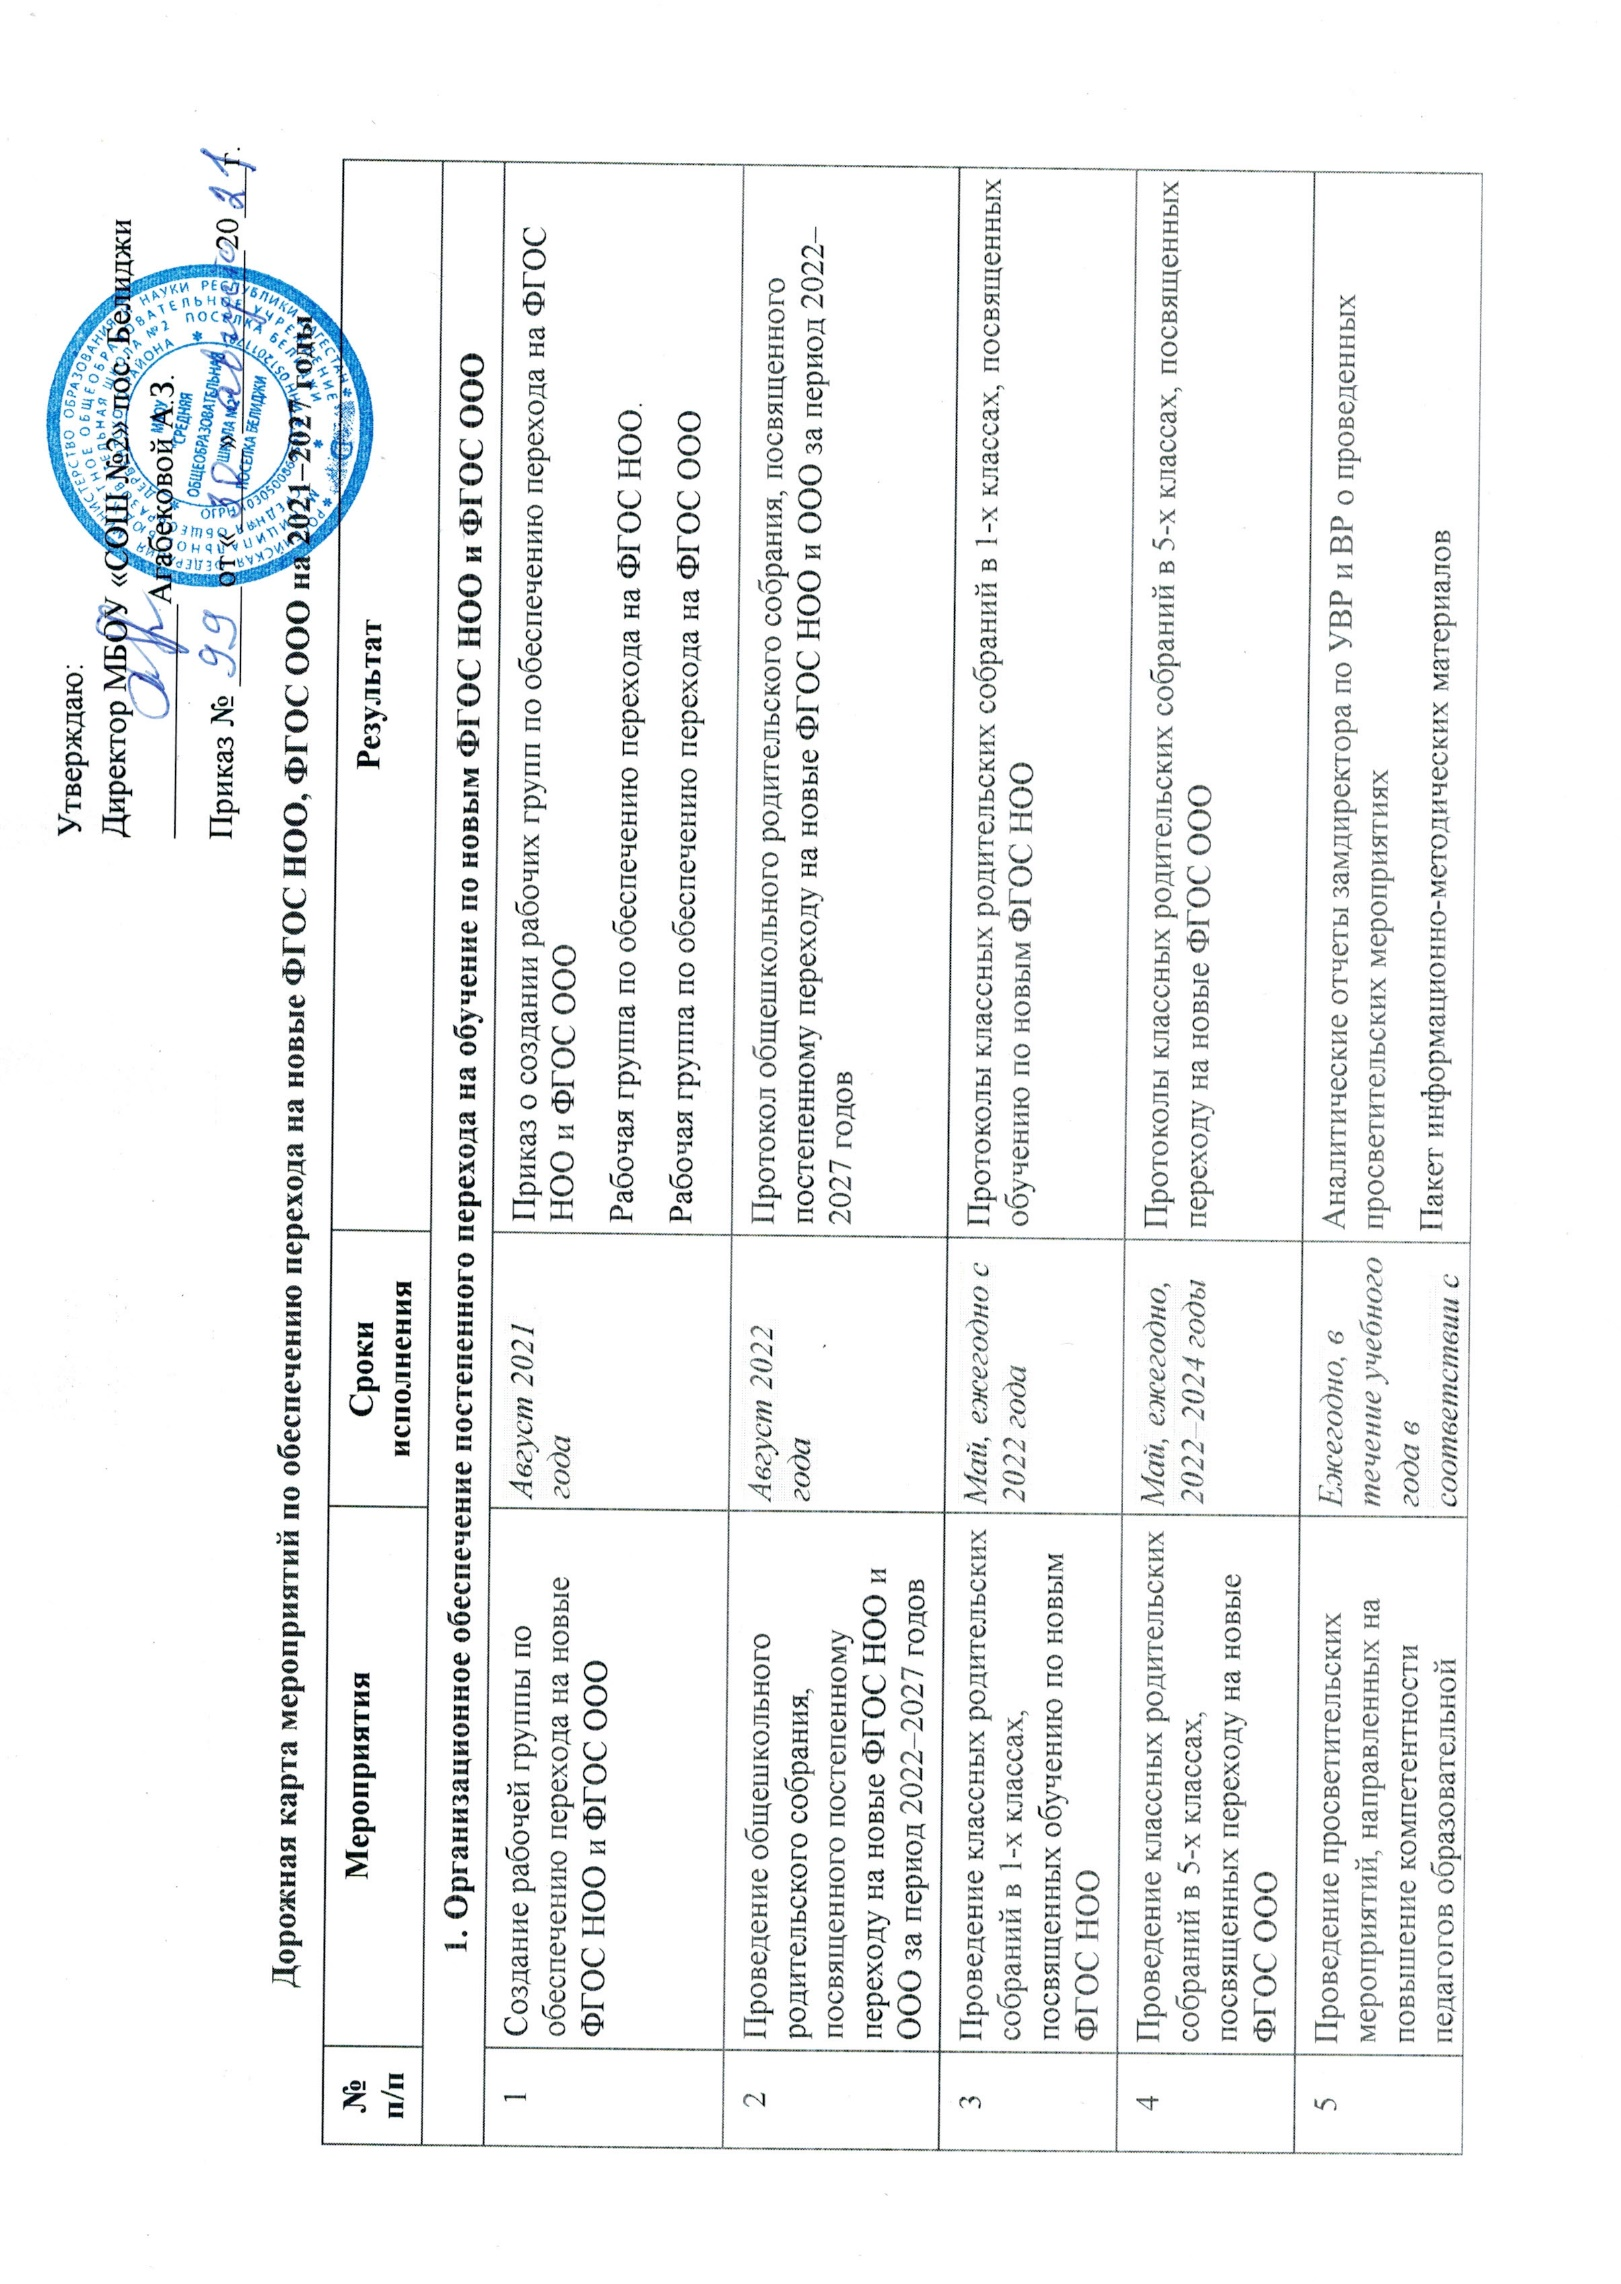 Утверждаю:
Директор МБОУ «СОШ №2» пос. Белиджи
Агабековой А.З.
Приказ № 99 от « 30 » августа 20 21 г.
Дорожная карта мероприятий по обеспечению перехода на новые ФГОС НОО, ФГОС ООО на 2021–2027 годы
№ п/п
Мероприятия
Сроки
исполнения
Результат
1. Организационное обеспечение постепенного перехода на обучение по новым ФГОС НОО и ФГОС ООО
1
Создание рабочей группы по
обеспечению перехода на новые
ФГОС НОО и ФГОС ООО
Август 2021
года
Приказ о создании рабочих групп по обеспечению перехода на ФГОС
НОО и ФГОС ООО
Рабочая группа по обеспечению перехода на ФГОС НОО.
Рабочая группа по обеспечению перехода на ФГОС ООО
2
Проведение общешкольного
родительского собрания,
посвященного постепенному
переходу на новые ФГОС НОО и
ООО за период 2022–2027 годов
Август 2022
года
Протокол общешкольного родительского собрания, посвященного
постепенному переходу на новые ФГОС НОО и ООО за период 2022–
2027 годов
3
Проведение классных родительских
собраний в 1-х классах,
посвященных обучению по новым
ФГОС НОО
Май, ежегодно с
2022 года
Протоколы классных родительских собраний в 1-х классах, посвященных
обучению по новым ФГОС НОО
4
Проведение классных родительских
собраний в 5-х классах,
посвященных переходу на новые
ФГОС ООО
Май, ежегодно,
2022–2024 годы
Протоколы классных родительских собраний в 5-х классах, посвященных
переходу на новые ФГОС ООО
5
Проведение просветительских
мероприятий, направленных на
повышение компетентности
педагогов образовательной
Ежегодно, в
течение учебного
года в
соответствии с
Аналитические отчеты замдиректора по УВР и ВР о проведенных
просветительских мероприятиях
Пакет информационно-методических материалов